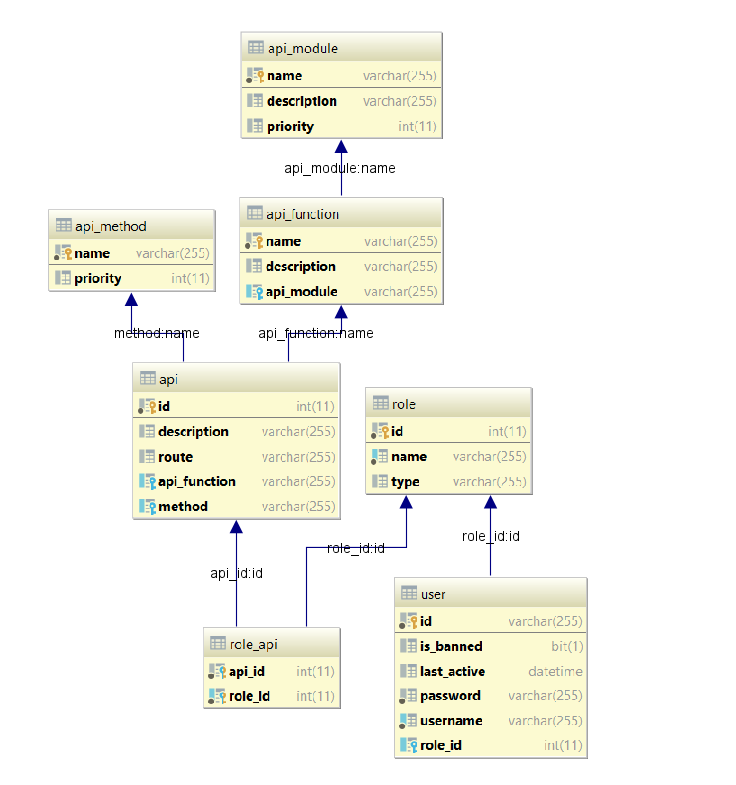 api_module
name varchar(255)
description varchar(255)
priority int(11)
api_module:name
api_function
name varchar(255)
description varchar(255)
api_module varchar(255)
api_method
name varchar(255)
priority int(11)
method:name
api_function:name
api
id int(11)
description varchar(255)
route varchar(255)
api_function varchar(255)
method varchar(255)
role
id int(11)
name varchar(255)
type varchar(255)
role_id:id
role_id:id
api_id:id
role_api
api_id int(11)
role_id int(11)
user
id varchar(255)
is_banned bit(1)
last_active datetime
password varchar(255)
username varchar(255)
role_id int(11)